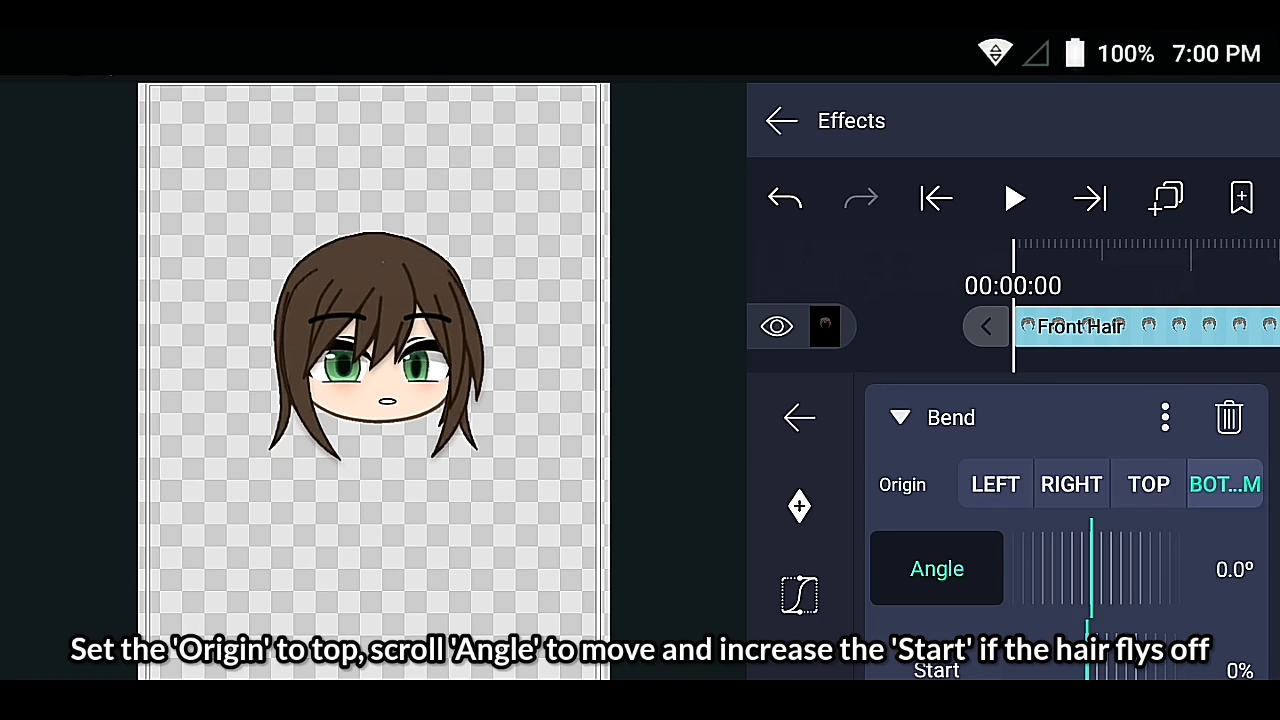 100% 7:00 PM
Effects
00:00:00
Front Hair
Bend
Origin LEFT RIGHT TOP BOT...M
Angle 0.0º
Set the 'Origin' to top, scroll 'Angle' to move and increase the 'Start' if the hair flys off
Start 0%